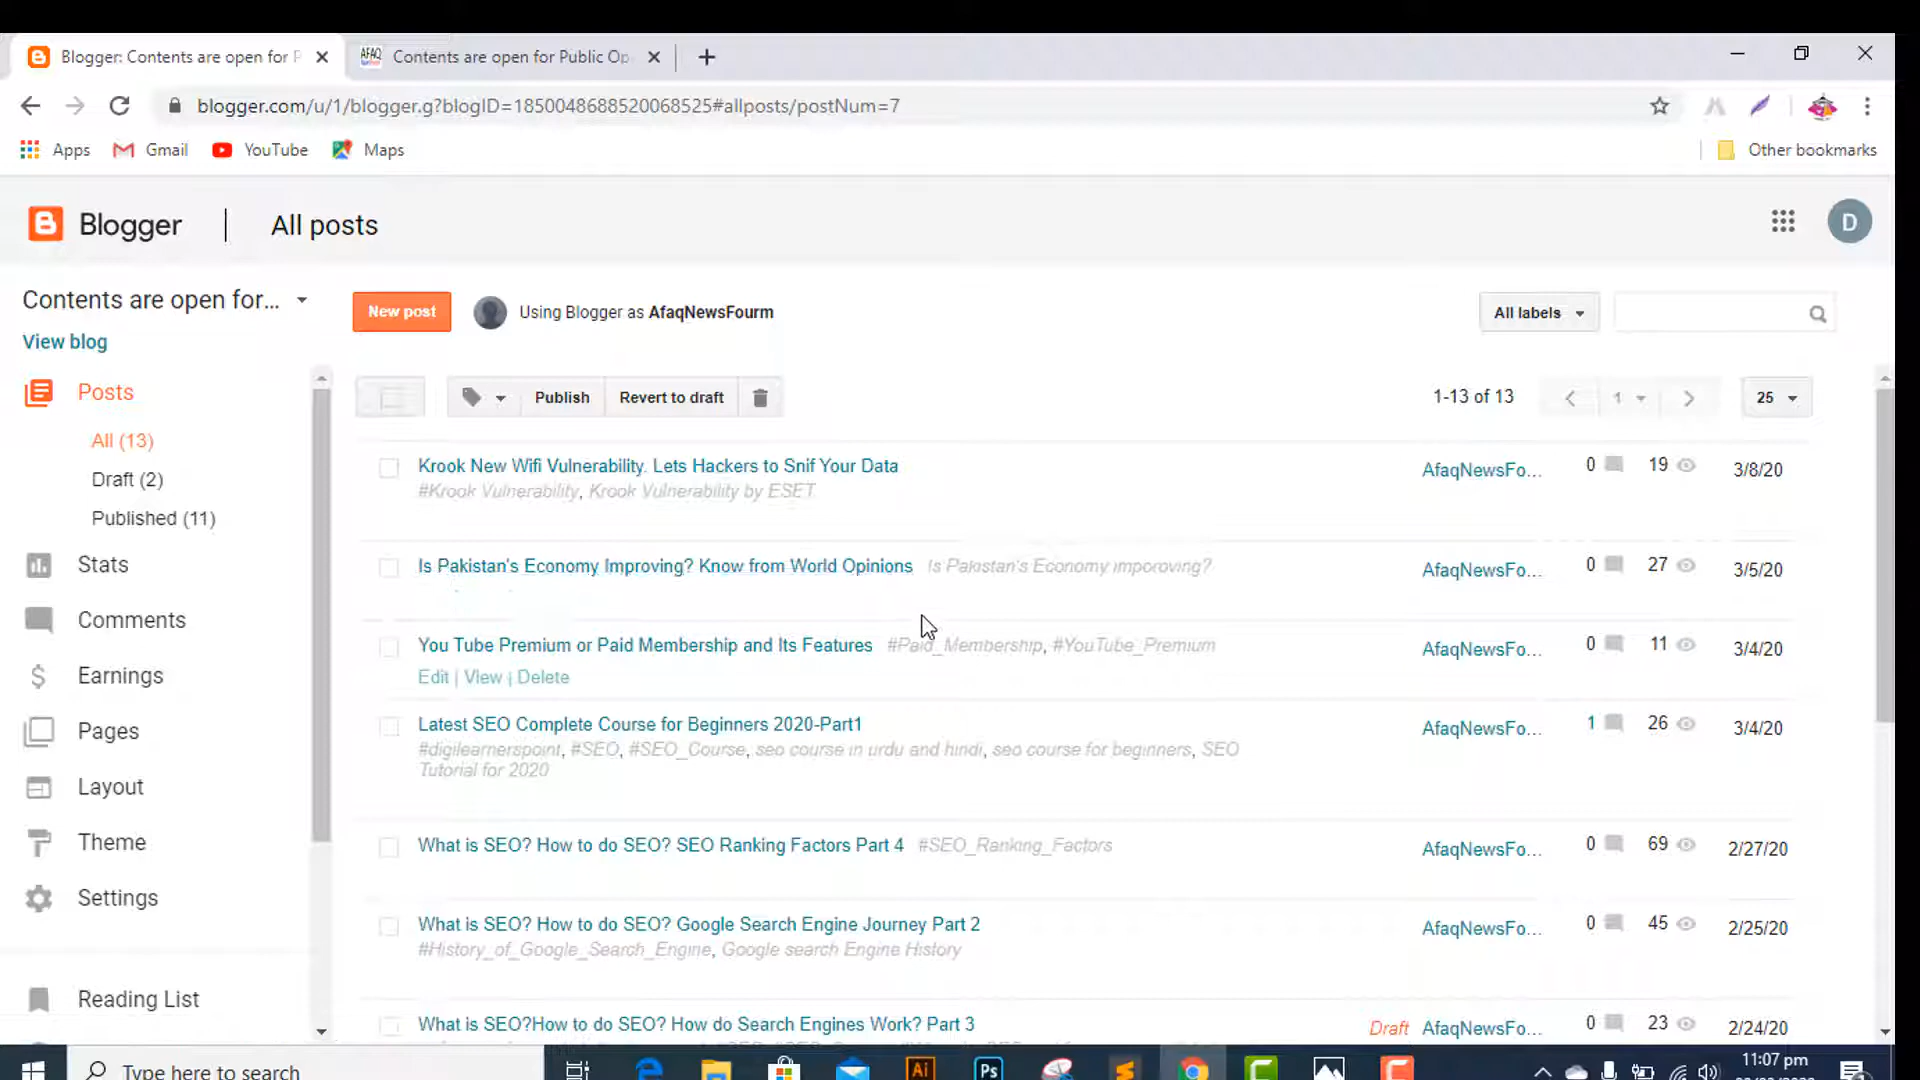 Blogger: Contents are open for P
AFAQ
Contents are open for Public Op
blogger.com/u/1/blogger.g?blogID=1850048688520068525#allposts/postNum=7
Apps
Gmail
YouTube
Maps
Other bookmarks
Blogger
All posts
D
Contents are open for...
View blog
New post
Using Blogger as AfaqNewsFourm
All labels
Posts
All (13)
Draft (2)
Published (11)
Stats
Comments
Earnings
Pages
Layout
Theme
Settings
Reading List
Publish
Revert to draft
1-13 of 13
1
25
Krook New Wifi Vulnerability. Lets Hackers to Snif Your Data
#Krook Vulnerability, Krook Vulnerability by ESET
AfaqNewsFo...
0
19
3/8/20
Is Pakistan's Economy Improving? Know from World Opinions
Is Pakistan's Economy imporoving?
AfaqNewsFo...
0
27
3/5/20
You Tube Premium or Paid Membership and Its Features
#Paid_Membership, #YouTube_Premium
Edit | View | Delete
AfaqNewsFo...
0
11
3/4/20
Latest SEO Complete Course for Beginners 2020-Part1
#digilearnerspoint, #SEO, #SEO_Course, seo course in urdu and hindi, seo course for beginners, SEO
Tutorial for 2020
AfaqNewsFo...
1
26
3/4/20
What is SEO? How to do SEO? SEO Ranking Factors Part 4
#SEO_Ranking_Factors
AfaqNewsFo...
0
69
2/27/20
What is SEO? How to do SEO? Google Search Engine Journey Part 2
#History_of_Google_Search_Engine, Google search Engine History
AfaqNewsFo...
0
45
2/25/20
What is SEO?How to do SEO? How do Search Engines Work? Part 3
Draft
AfaqNewsFo...
0
23
2/24/20
Type here to search
Ai
Ps
11:07 pm